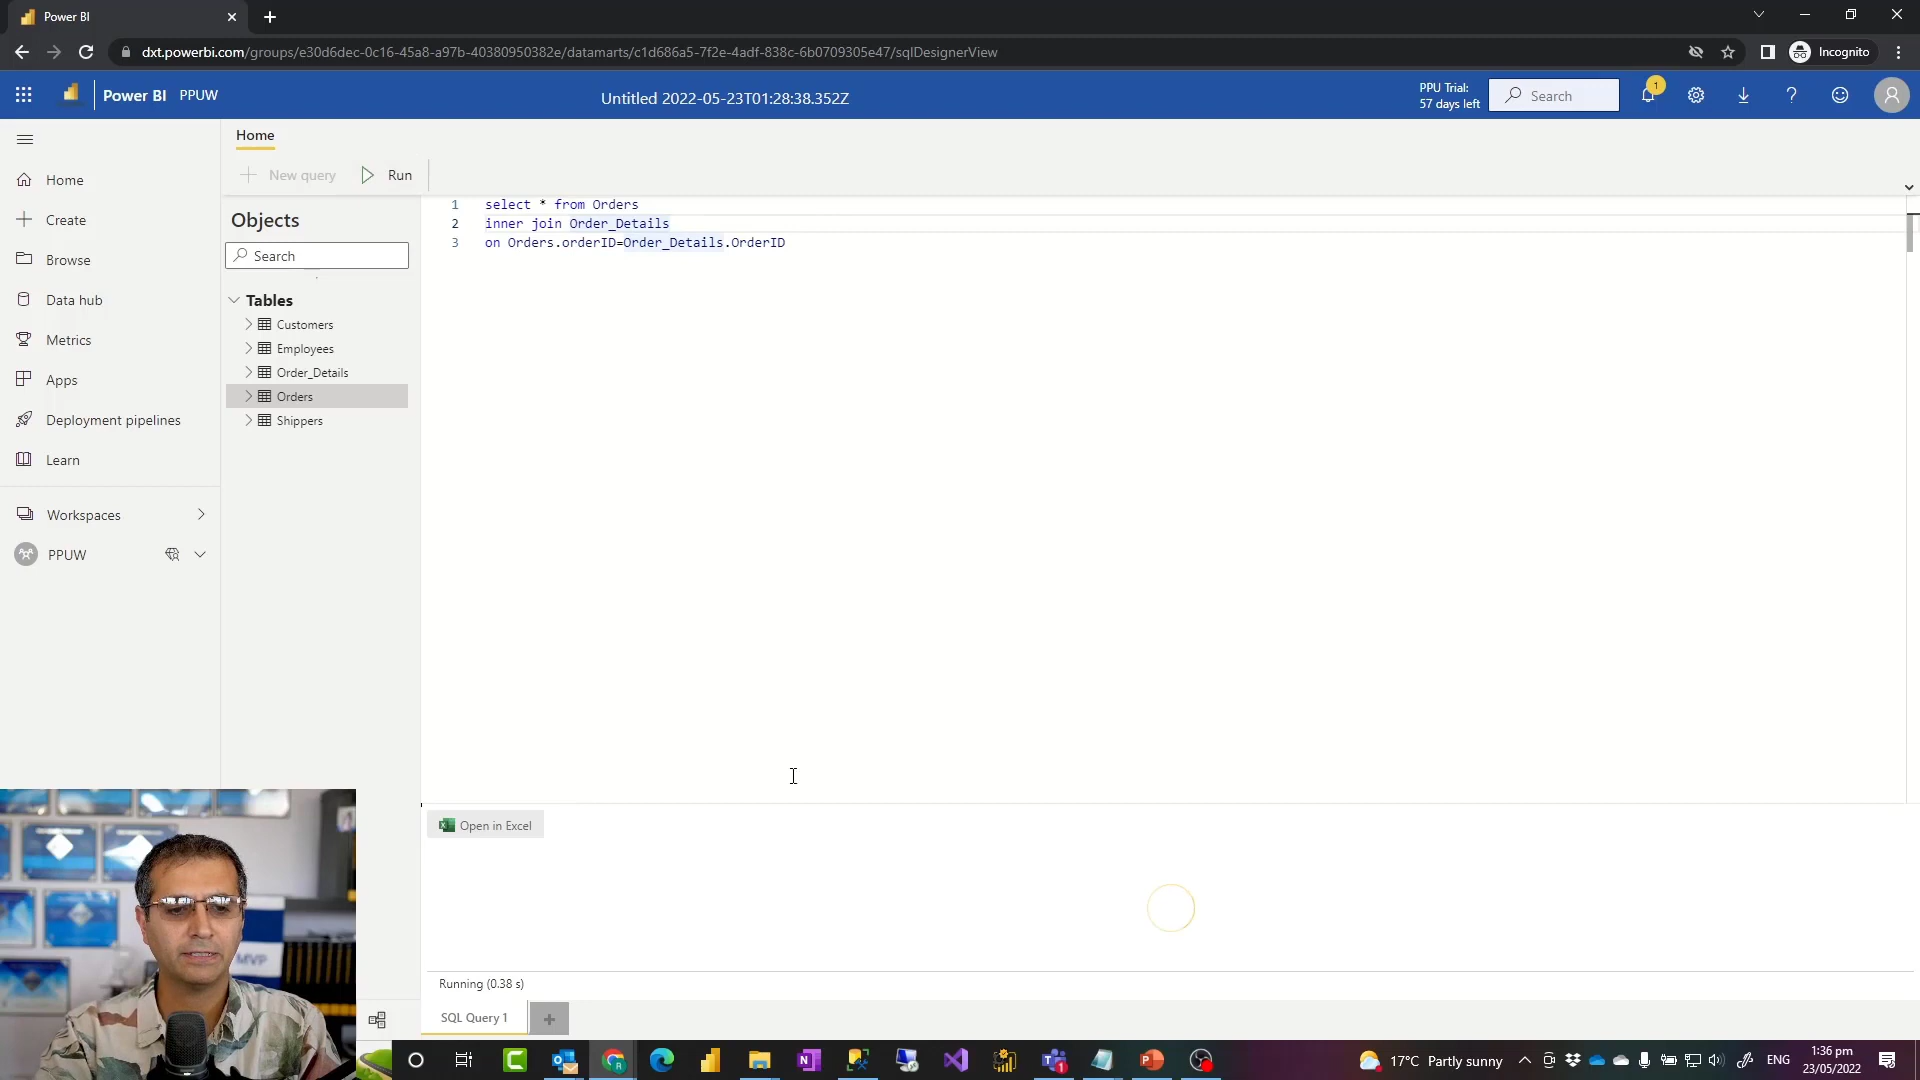 Power BI
dxt.powerbi.com/groups/e30d6dec-0c16-45a8-a97b-40380950382e/datamarts/c1d686a5-7f2e-4adf-838c-6b0709305e47/sqlDesignerView
Incognito
Power BI PPUW
Untitled 2022-05-23T01:28:38.352Z
PPU Trial:
57 days left
Search
1
Home
New query
Run
Home
Create
Browse
Data hub
Metrics
Apps
Deployment pipelines
Learn
Workspaces
PPUW
Objects
Search
Tables
Customers
Employees
Order_Details
Orders
Shippers
1 select * from Orders
2 inner join Order_Details
3 on Orders.orderID=Order_Details.OrderID
Open in Excel
Running (0.38 s)
SQL Query 1
MVP
17°C Partly sunny
ENG
1:36 pm
23/05/2022